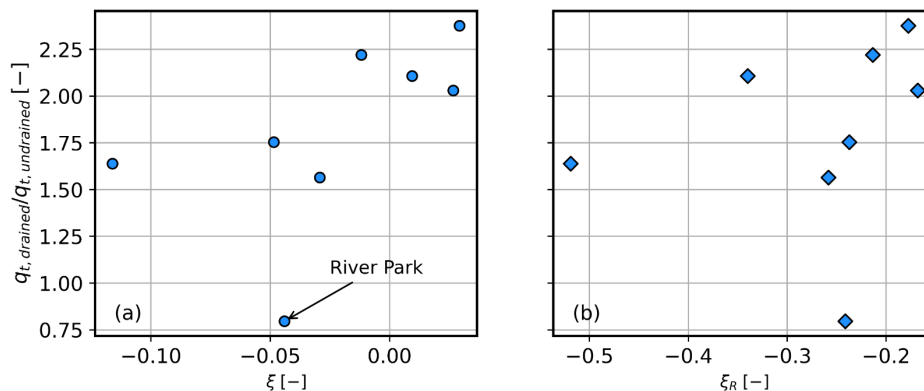 q_{t,drained}/q_{t,undrained} [−]
2.25
2.00
1.75
1.50
1.25
1.00
0.75
River Park
(a)
−0.10
−0.05
0.00
ξ [−]
(b)
−0.5
−0.4
−0.3
−0.2
ξ_R [−]